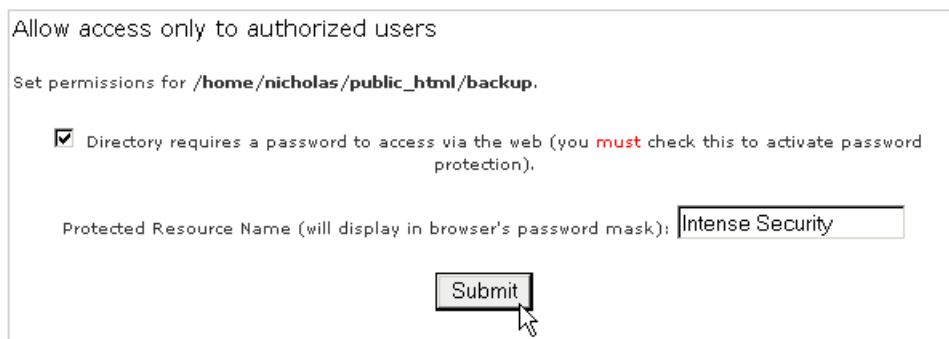 Allow access only to authorized users
Set permissions for /home/nicholas/public_html/backup.
Directory requires a password to access via the web (you must check this to activate password
protection).
Protected Resource Name (will display in browser's password mask): Intense Security
Submit